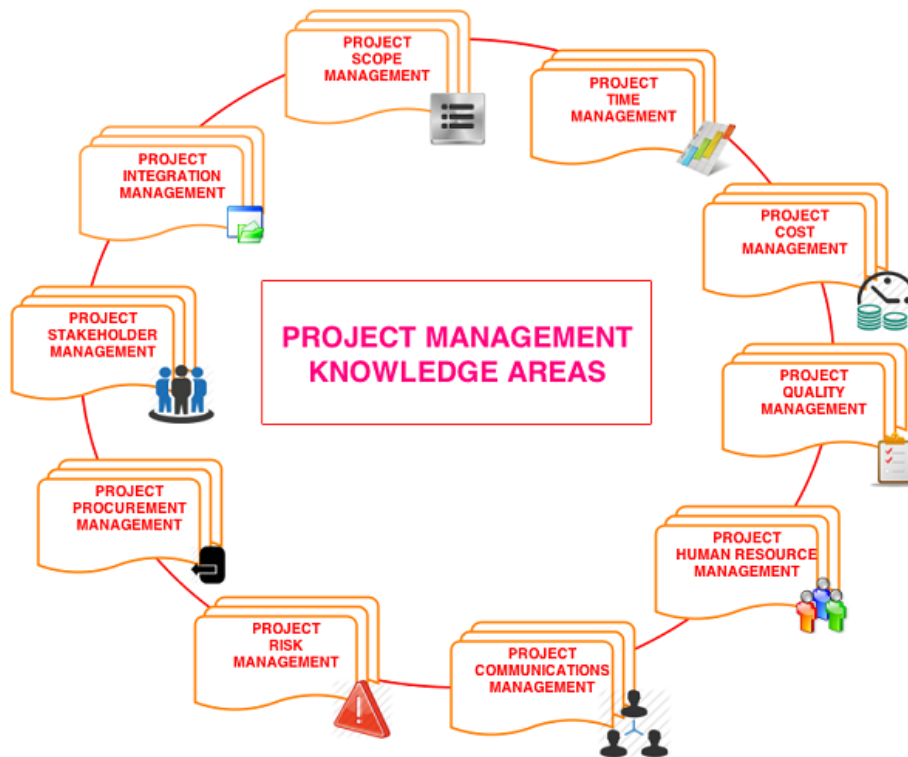 PROJECT
SCOPE
MANAGEMENT
PROJECT
TIME
MANAGEMENT
PROJECT
INTEGRATION
MANAGEMENT
PROJECT
COST
MANAGEMENT
PROJECT MANAGEMENT
KNOWLEDGE AREAS
PROJECT
STAKEHOLDER
MANAGEMENT
PROJECT
QUALITY
MANAGEMENT
PROJECT
PROCUREMENT
MANAGEMENT
PROJECT
HUMAN RESOURCE
MANAGEMENT
PROJECT
RISK
MANAGEMENT
PROJECT
COMMUNICATIONS
MANAGEMENT